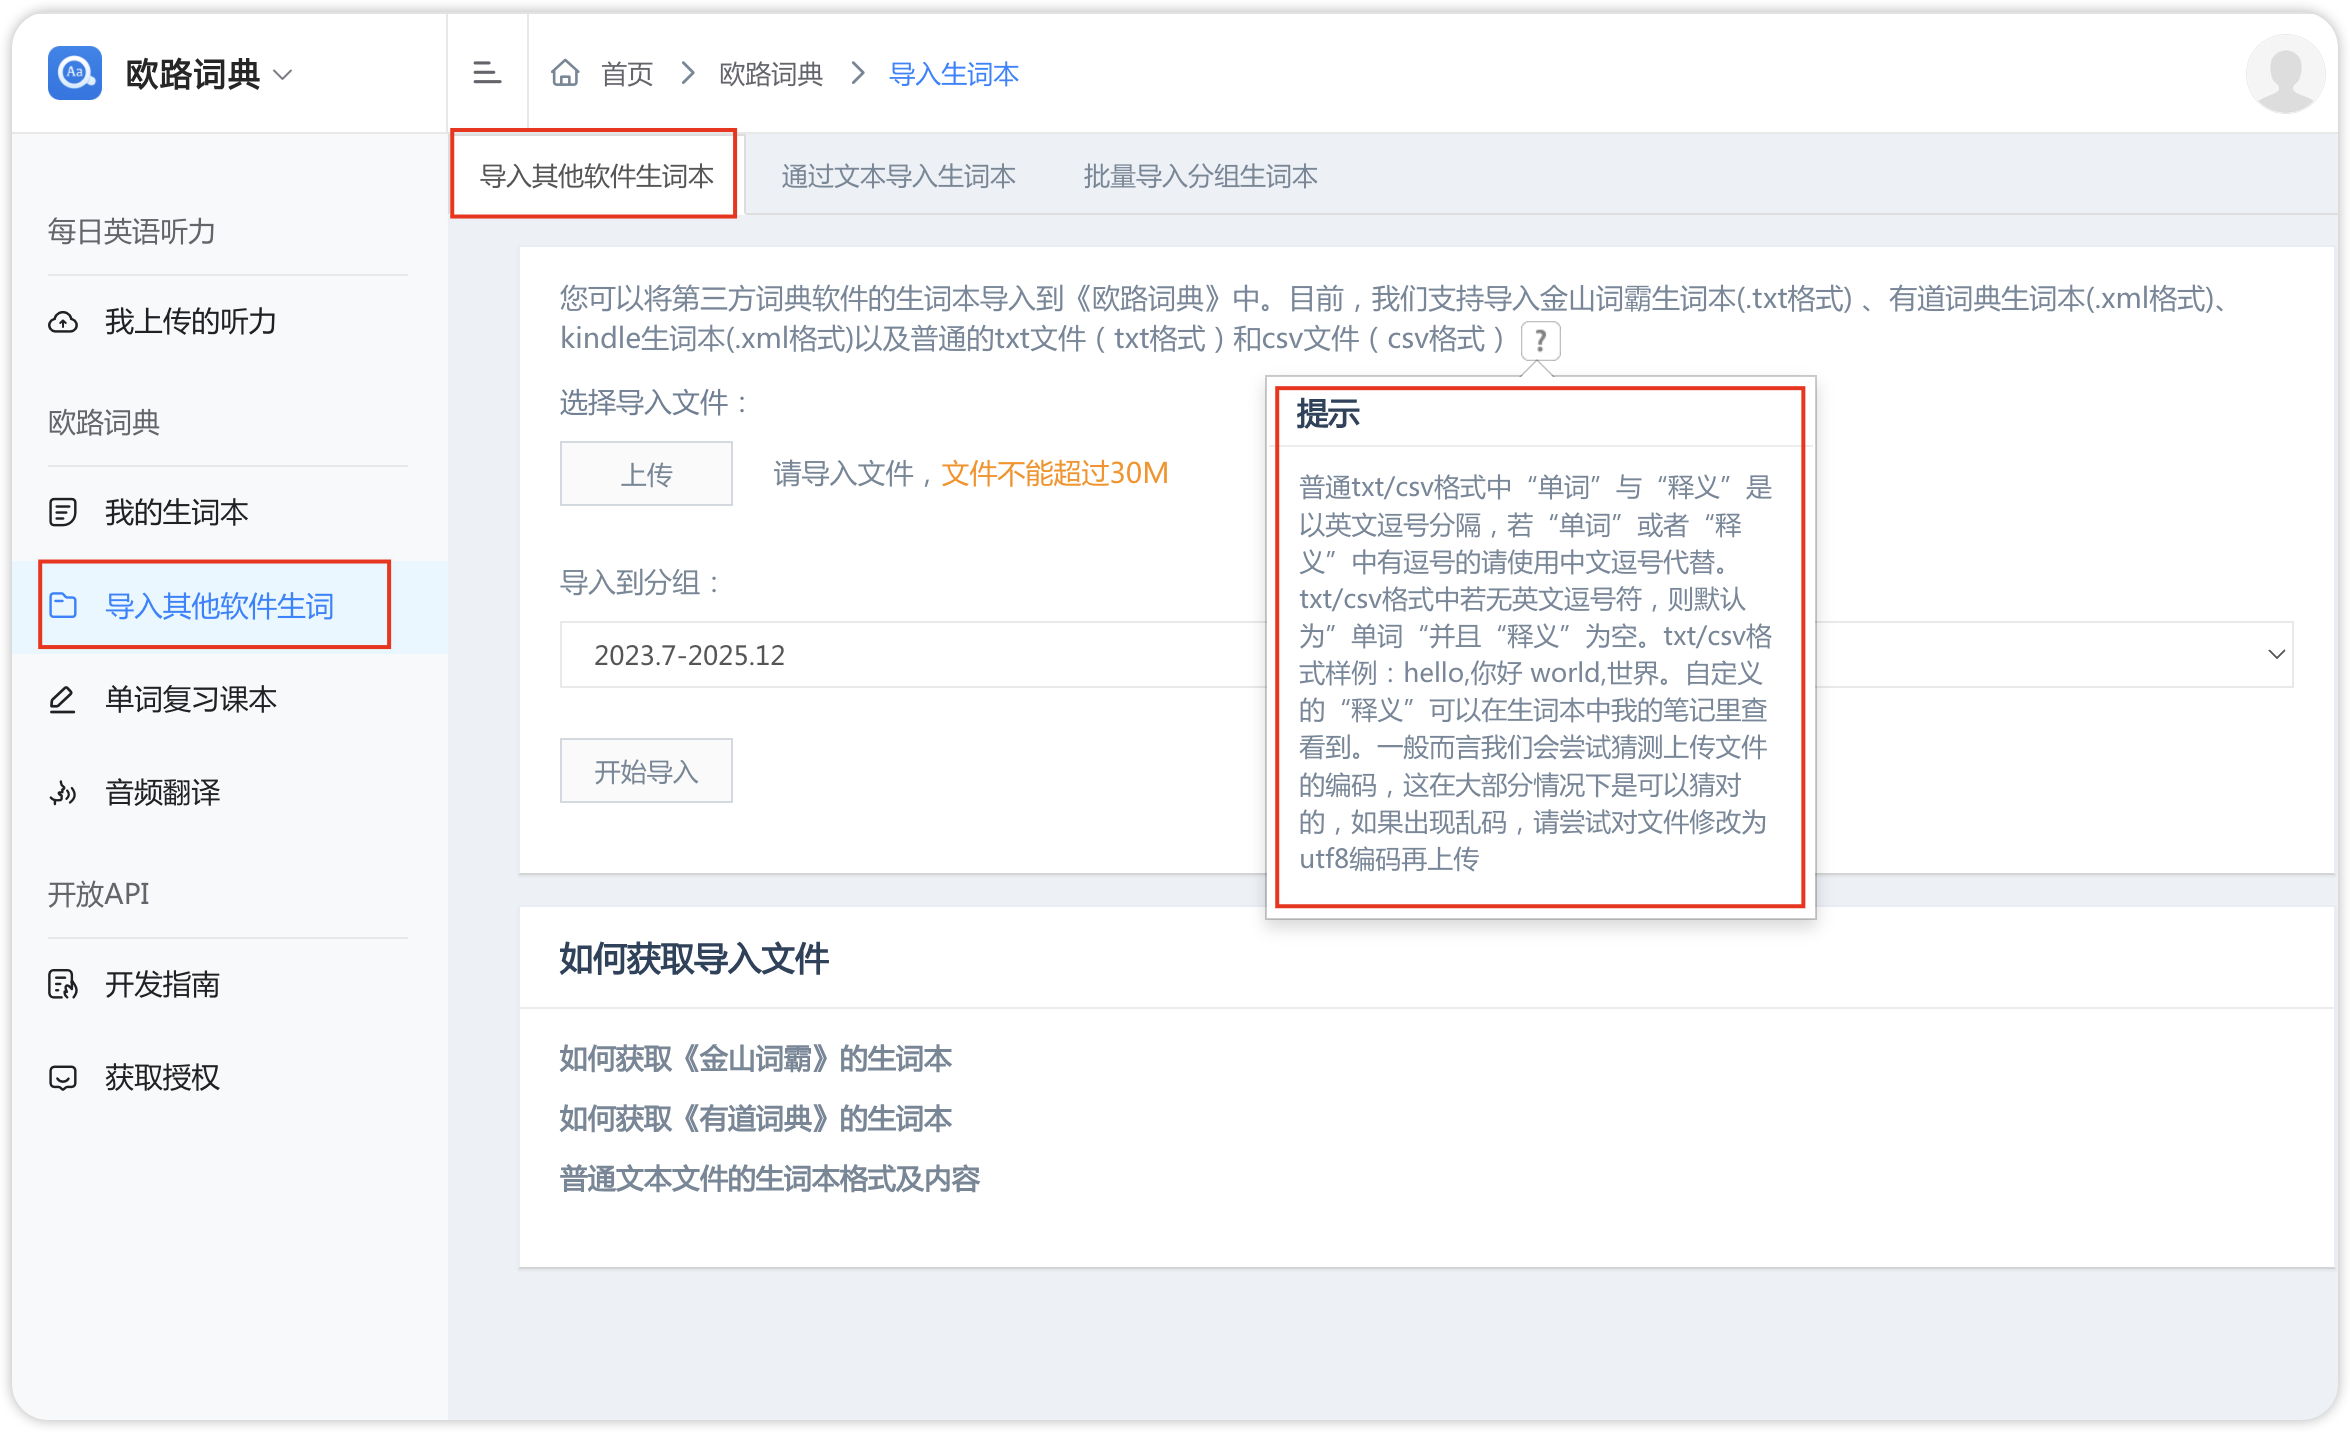 欧路词典
首页
欧路词典
导入生词本
每日英语听力
我上传的听力
欧路词典
我的生词本
导入其他软件生词
单词复习课本
音频翻译
开放API
开发指南
获取授权
导入其他软件生词本
通过文本导入生词本
批量导入分组生词本
您可以将第三方词典软件的生词本导入到《欧路词典》中。目前，我们支持导入金山词霸生词本(.txt格式) 、有道词典生词本(.xml格式)、
kindle生词本(.xml格式)以及普通的txt文件（txt格式）和csv文件（csv格式） ?
选择导入文件：
上传
请导入文件，文件不能超过30M
导入到分组：
2023.7-2025.12
开始导入
提示
普通txt/csv格式中“单词”与“释义”是
以英文逗号分隔，若“单词”或者“释
义”中有逗号的请使用中文逗号代替。
txt/csv格式中若无英文逗号符，则默认
为”单词“并且“释义”为空。txt/csv格
式样例：hello,你好 world,世界。自定义
的“释义”可以在生词本中我的笔记里查
看到。一般而言我们会尝试猜测上传文件
的编码，这在大部分情况下是可以猜对
的，如果出现乱码，请尝试对文件修改为
utf8编码再上传
如何获取导入文件
如何获取《金山词霸》的生词本
如何获取《有道词典》的生词本
普通文本文件的生词本格式及内容